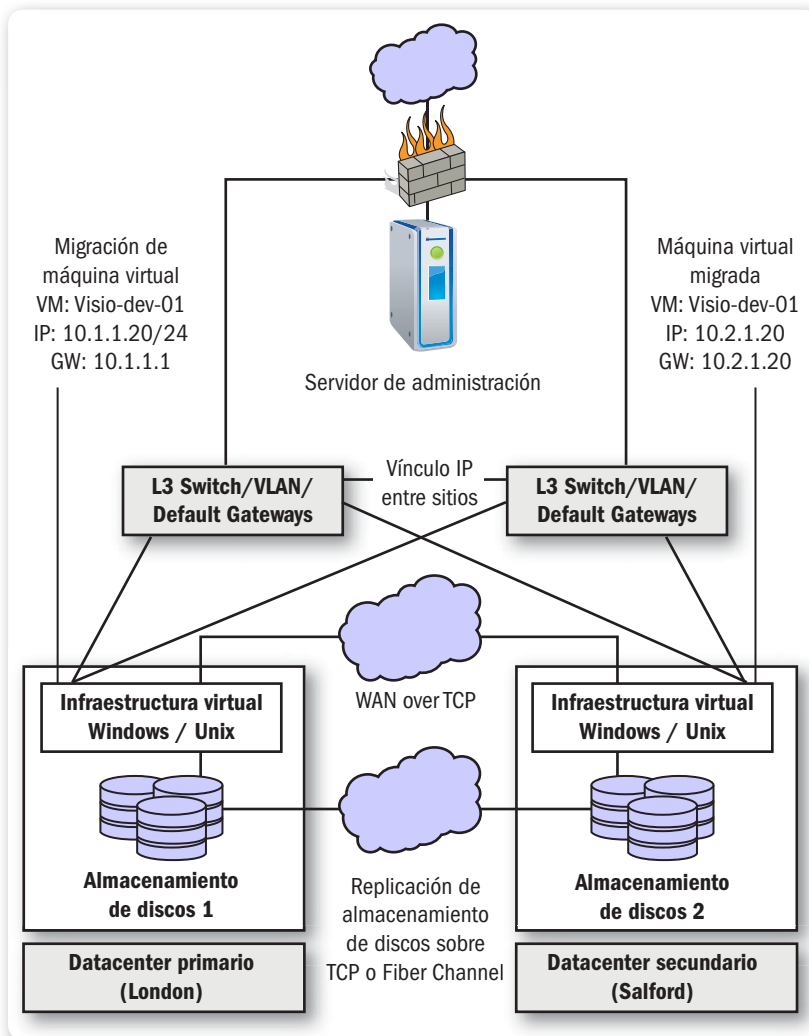 Migración de
máquina virtual
VM: Visio-dev-01
IP: 10.1.1.20/24
GW: 10.1.1.1
Máquina virtual
migrada
VM: Visio-dev-01
IP: 10.2.1.20
GW: 10.2.1.20
Servidor de administración
L3 Switch/VLAN/
Default Gateways
Vínculo IP
entre sitios
L3 Switch/VLAN/
Default Gateways
Infraestructura virtual
Windows / Unix
WAN over TCP
Infraestructura virtual
Windows / Unix
Almacenamiento
de discos 1
Replicación de
almacenamiento
de discos sobre
TCP o Fiber Channel
Almacenamiento
de discos 2
Datacenter primario
(London)
Datacenter secundario
(Salford)